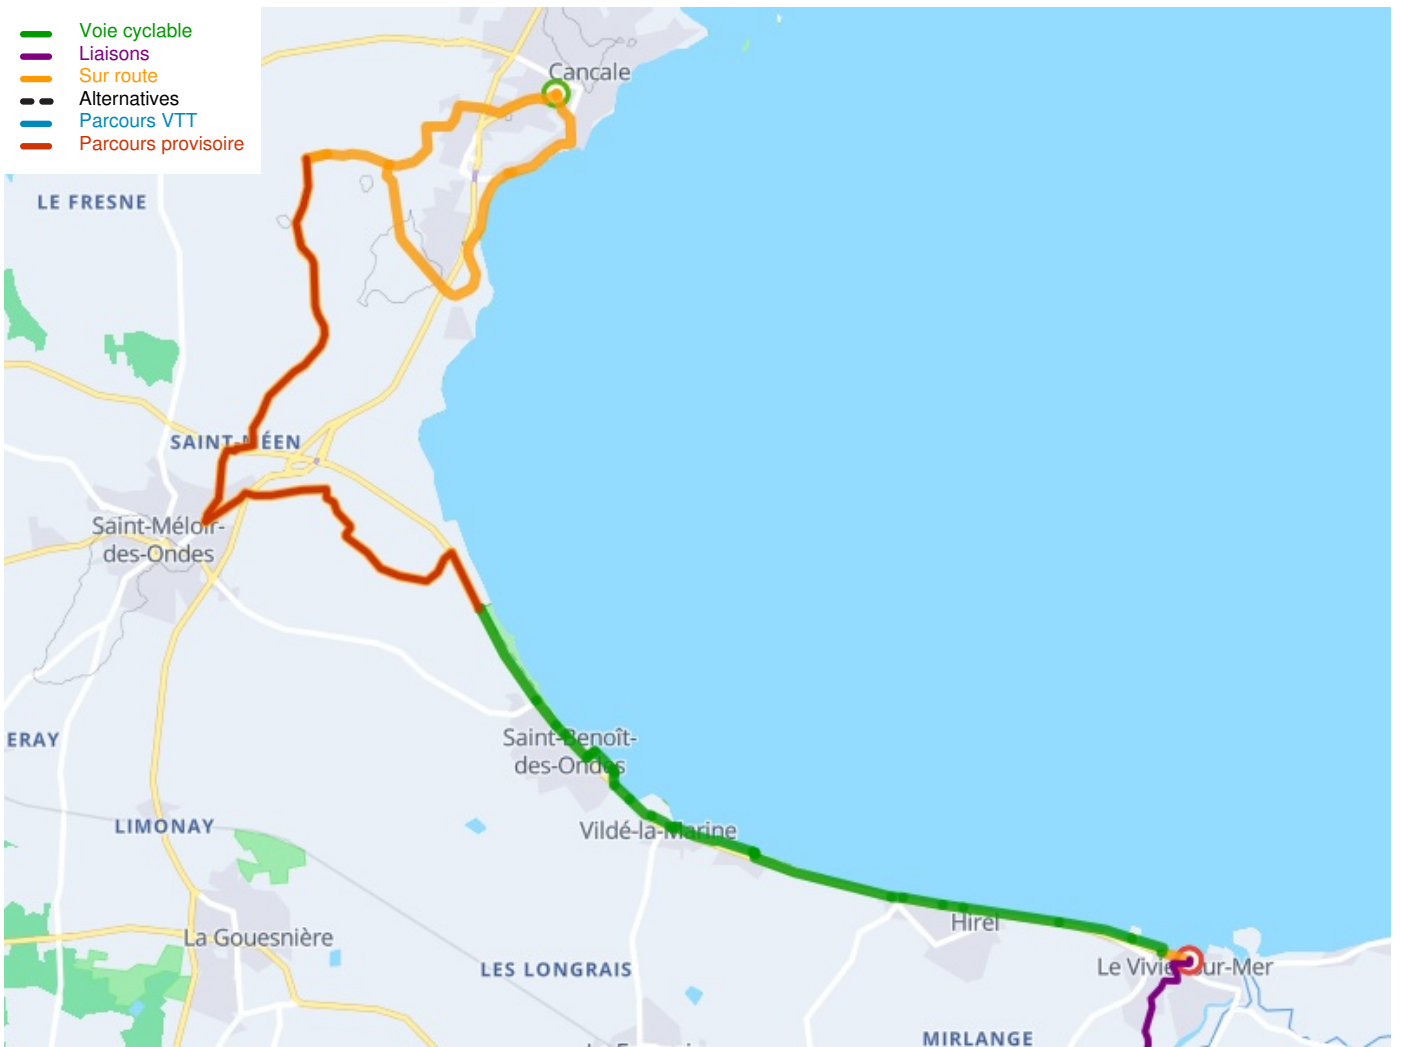 Voie cyclable
Liaisons
Sur route
Alternatives
Parcours VTT
Parcours provisoire
Cancale
LE FRESNE
SAINT-MÉEN
Saint-Méloir-
des-Ondes
Saint-Benoît-
des-Ondes
ERAY
LIMONAY
Vildé-la-Marine
La Gouesnière
Hirel
LES LONGRAIS
Le Vivier-sur-Mer
MIRLANGE